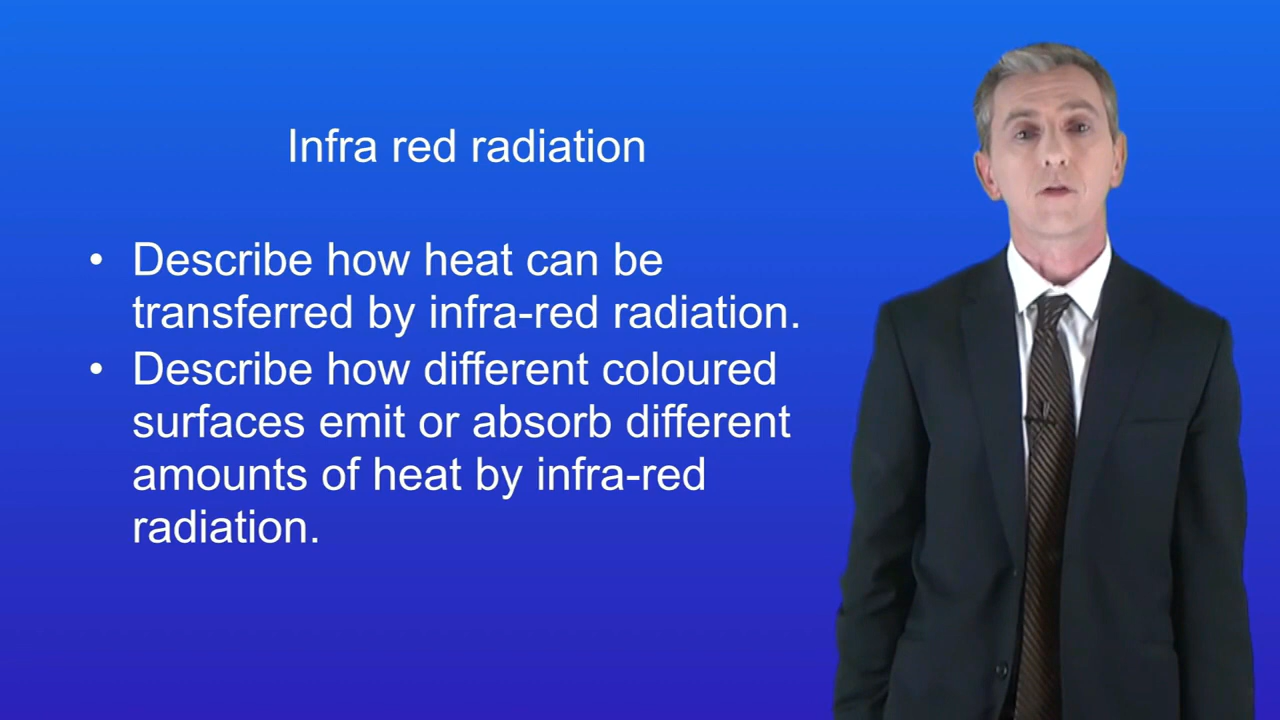 Infra red radiation
• Describe how heat can be
transferred by infra-red radiation.
• Describe how different coloured
surfaces emit or absorb different
amounts of heat by infra-red
radiation.